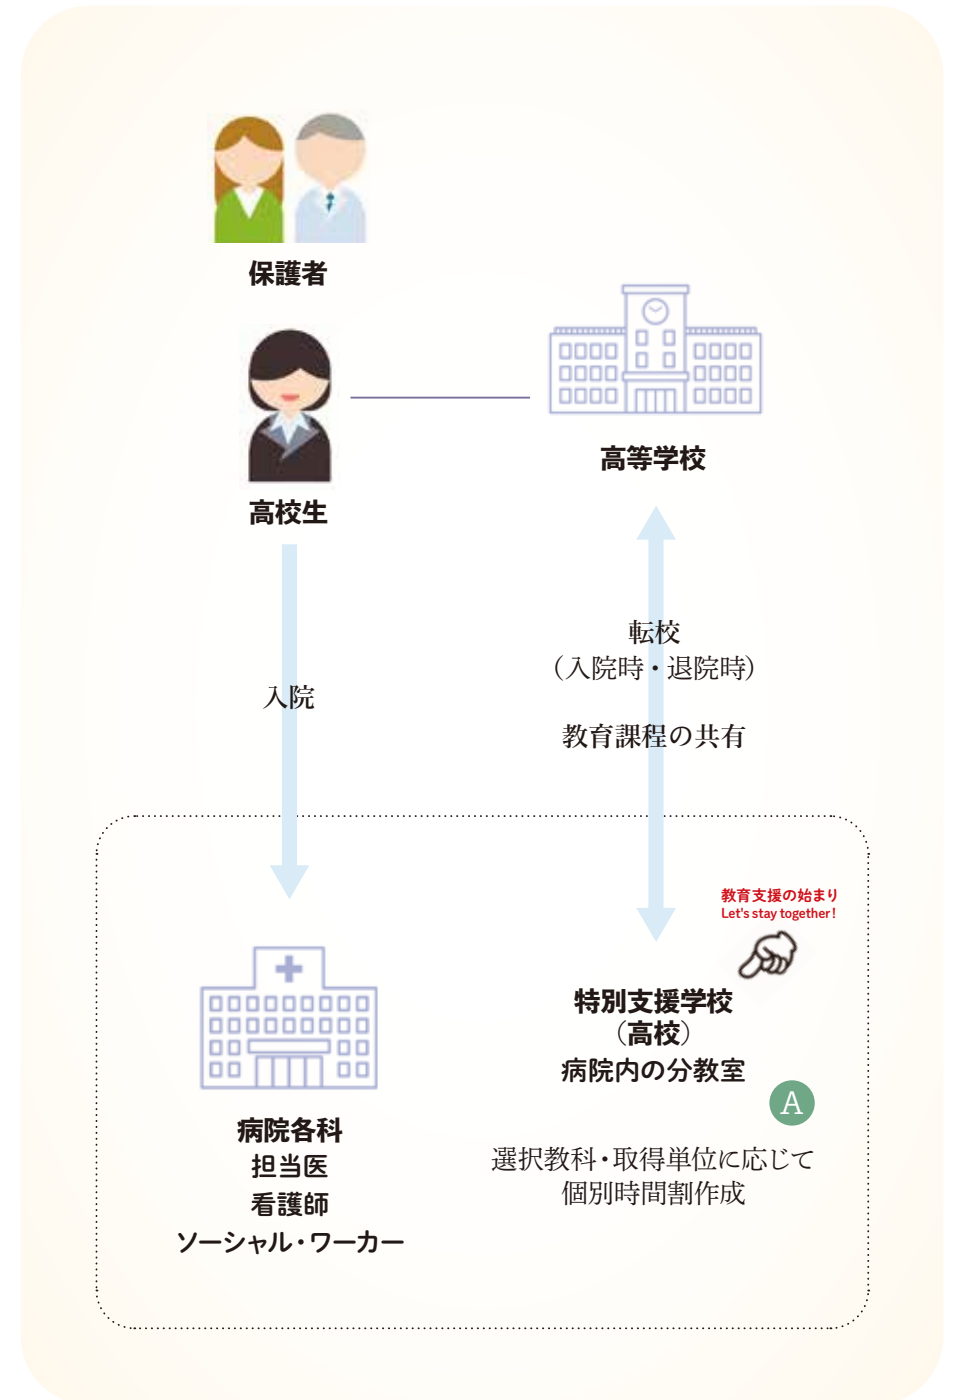 保護者
高校生
高等学校
入院
転校
（入院時・退院時）
教育課程の共有
教育支援の始まり
Let's stay together!
特別支援学校
（高校）
病院内の分教室
A
選択教科・取得単位に応じて
個別時間割作成
病院各科
担当医
看護師
ソーシャル・ワーカー